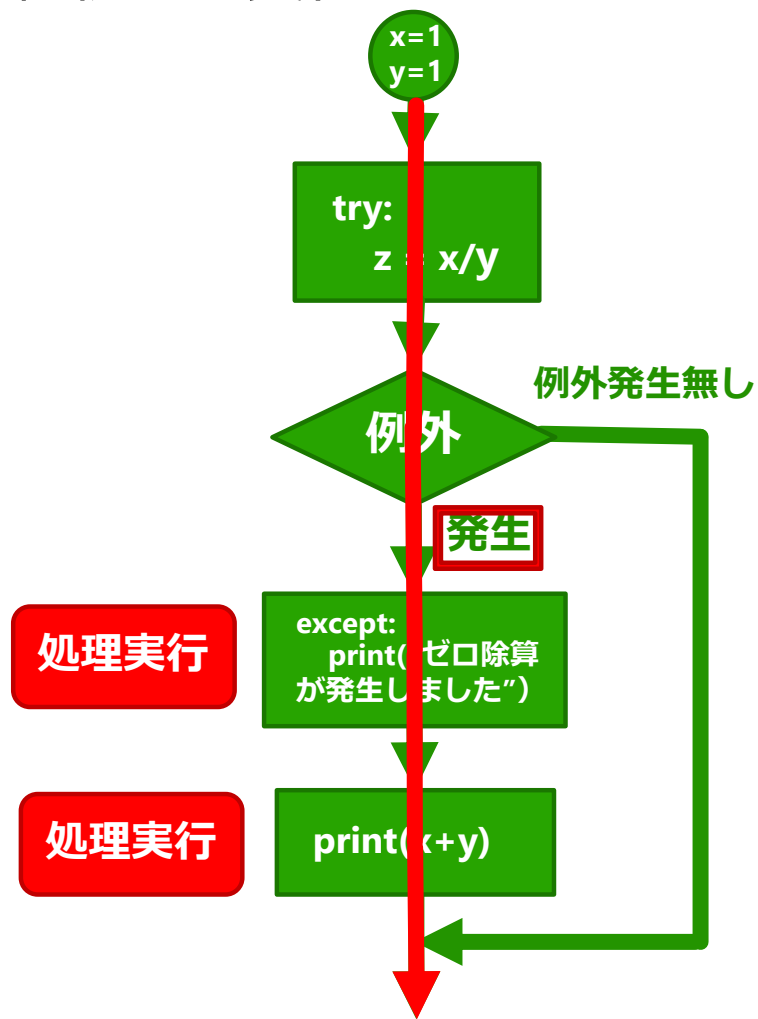 x=1
y=1
try:
z = x/y
例外
例外発生無し
発生
処理実行
except:
print(“ゼロ除算
が発生しました”)
処理実行
print(x+y)